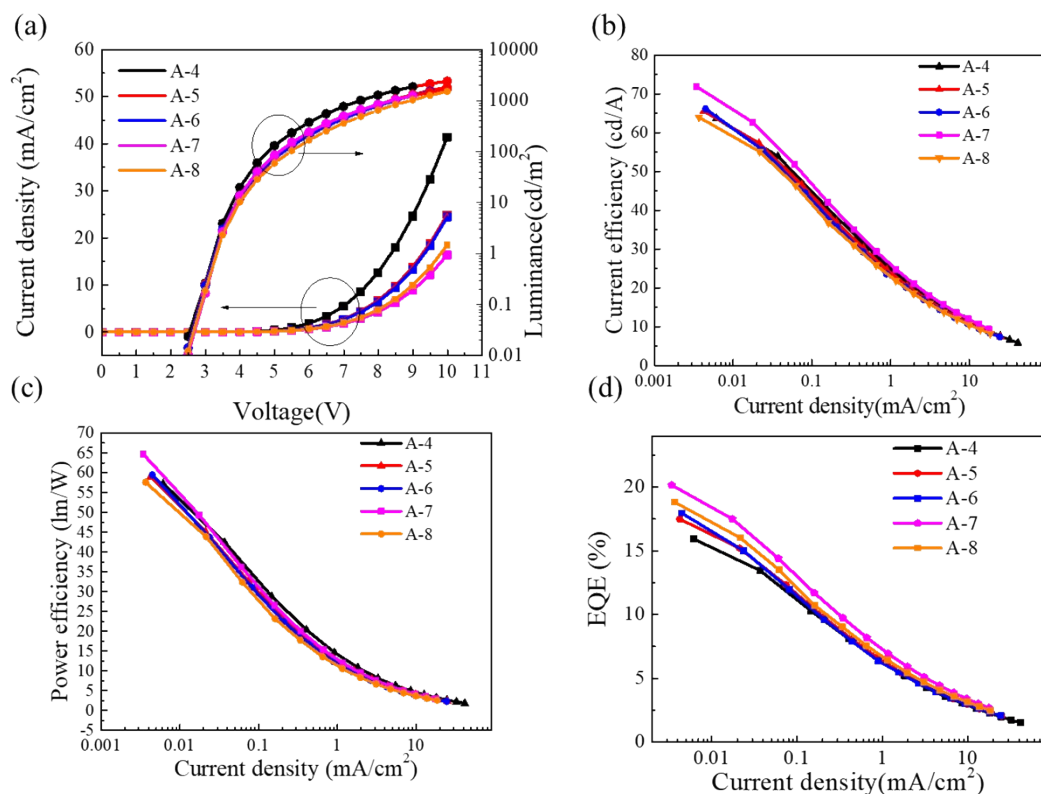 (a)
Current density (mA/cm²)
60
50
40
30
20
10
0
A-4
A-5
A-6
A-7
A-8
10000
1000
100
10
1
0.1
0.01
Luminance(cd/m²)
0 1 2 3 4 5 6 7 8 9 10 11
Voltage(V)
(b)
Current efficiency (cd/A)
80
70
60
50
40
30
20
10
0
A-4
A-5
A-6
A-7
A-8
0.001 0.01 0.1 1 10
Current density(mA/cm²)
(c)
Power efficiency (lm/W)
70
65
60
55
50
45
40
35
30
25
20
15
10
5
0
-5
A-4
A-5
A-6
A-7
A-8
0.001 0.01 0.1 1 10 100
Current density (mA/cm²)
(d)
EQE (%)
20
15
10
5
0
A-4
A-5
A-6
A-7
A-8
0.01 0.1 1 10
Current density(mA/cm²)